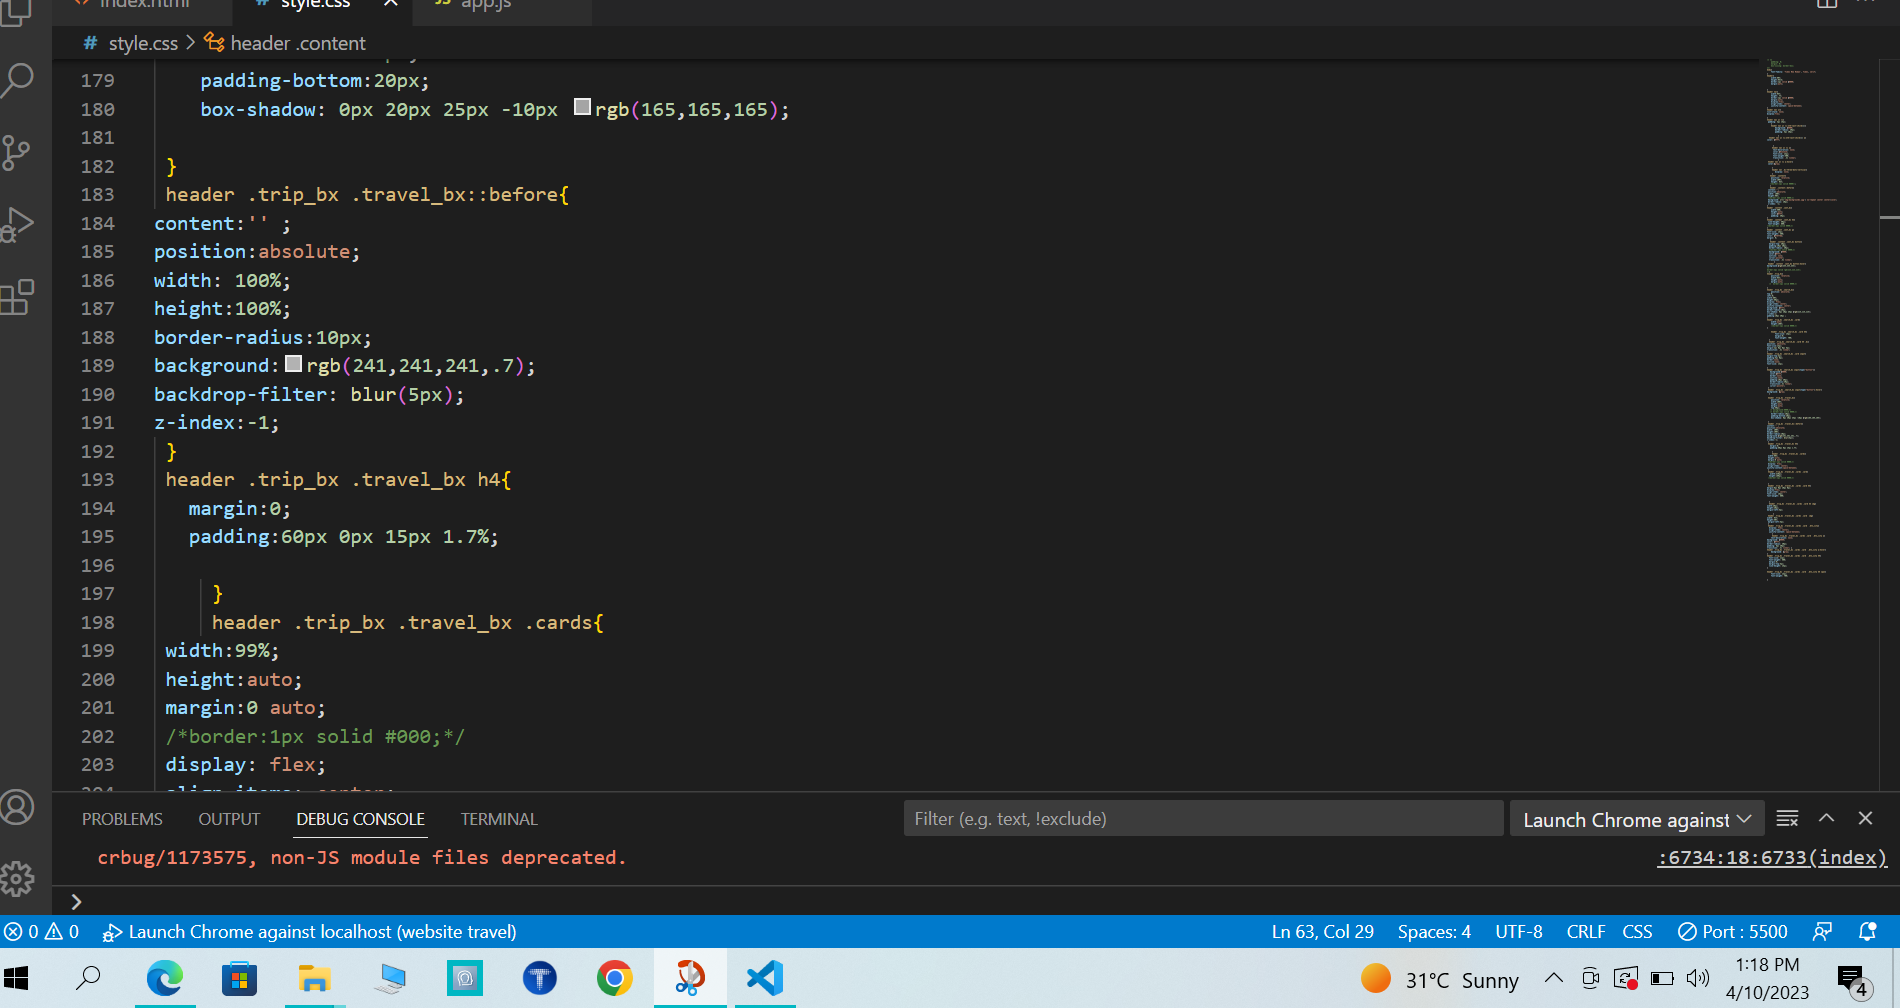 index.html
# style.css
JS app.js
# style.css > header .content
179 padding-bottom:20px;
180 box-shadow: 0px 20px 25px -10px rgb(165,165,165);
181
182 }
183 header .trip_bx .travel_bx::before{
184 content:'' ;
185 position:absolute;
186 width: 100%;
187 height:100%;
188 border-radius:10px;
189 background: rgb(241,241,241,.7);
190 backdrop-filter: blur(5px);
191 z-index:-1;
192 }
193 header .trip_bx .travel_bx h4{
194 margin:0;
195 padding:60px 0px 15px 1.7%;
196
197 }
198 header .trip_bx .travel_bx .cards{
199 width:99%;
200 height:auto;
201 margin:0 auto;
202 /*border:1px solid #000;*/
203 display: flex;
204 align-items: center;
PROBLEMS OUTPUT DEBUG CONSOLE TERMINAL Filter (e.g. text, !exclude) Launch Chrome against
crbug/1173575, non-JS module files deprecated. :6734:18:6733(index)
0 0 Launch Chrome against localhost (website travel) Ln 63, Col 29 Spaces: 4 UTF-8 CRLF CSS Port : 5500
31°C Sunny
1:18 PM
4/10/2023
4